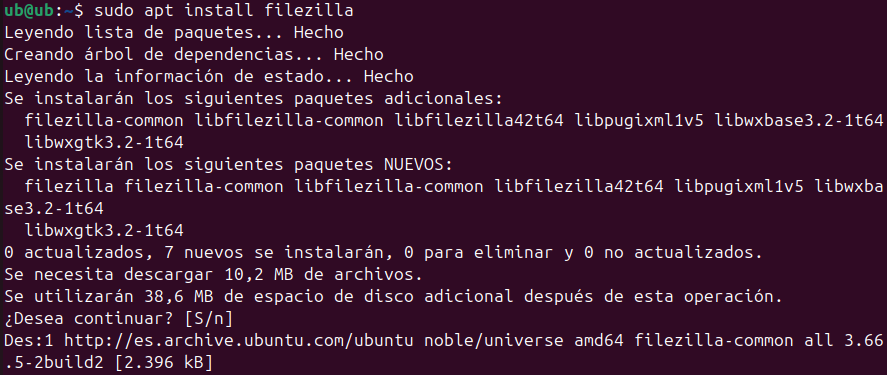 ub@ub:~$ sudo apt install filezilla
Leyendo lista de paquetes... Hecho
Creando árbol de dependencias... Hecho
Leyendo la información de estado... Hecho
Se instalarán los siguientes paquetes adicionales:
  filezilla-common libfilezilla-common libfilezilla42t64 libpugixml1v5 libwxbase3.2-1t64
  libwxgtk3.2-1t64
Se instalarán los siguientes paquetes NUEVOS:
  filezilla filezilla-common libfilezilla-common libfilezilla42t64 libpugixml1v5 libwxba
se3.2-1t64
  libwxgtk3.2-1t64
0 actualizados, 7 nuevos se instalarán, 0 para eliminar y 0 no actualizados.
Se necesita descargar 10,2 MB de archivos.
Se utilizarán 38,6 MB de espacio de disco adicional después de esta operación.
¿Desea continuar? [S/n]
Des:1 http://es.archive.ubuntu.com/ubuntu noble/universe amd64 filezilla-common all 3.66
.5-2build2 [2.396 kB]